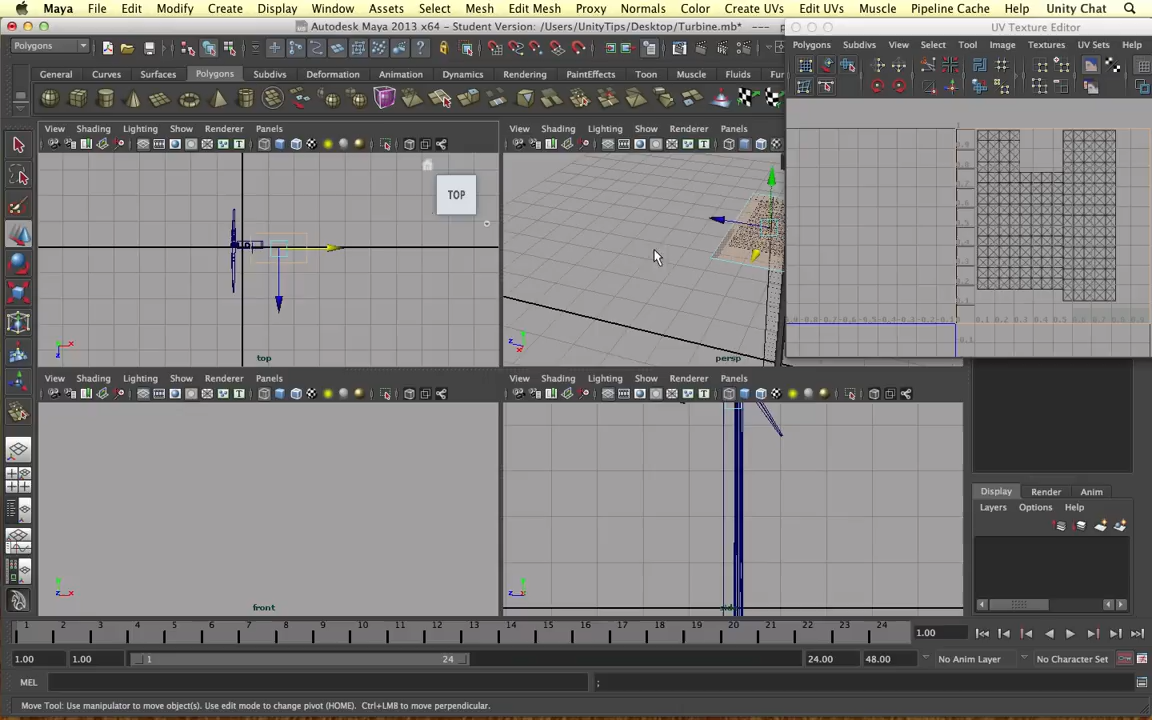 Maya File Edit Modify Create Display Window Assets Select Mesh Edit Mesh Proxy Normals Color Create UVs Edit UVs Muscle Pipeline Cache Help Unity Chat
Autodesk Maya 2013 x64 - Student Version: /Users/UnityTips/Desktop/Turbine.mb*
UV Texture Editor
Polygons
Polygons Subdivs View Select Tool Image Textures UV Sets Help
General Curves Surfaces Polygons Subdivs Deformation Animation Dynamics Rendering PaintEffects Toon Muscle Fluids Fur
View Shading Lighting Show Renderer Panels
View Shading Lighting Show Renderer Panels
TOP
top
persp
View Shading Lighting Show Renderer Panels
View Shading Lighting Show Renderer Panels
front
Display Render Anim
Layers Options Help
1 2 3 4 5 6 7 8 9 10 11 12 13 14 15 16 17 18 19 20 21 22 23 24
1.00
1.00 1.00 1 24 24.00 48.00 No Anim Layer No Character Set
MEL ;
Move Tool: Use manipulator to move object(s). Use edit mode to change pivot (HOME). Ctrl+LMB to move perpendicular.